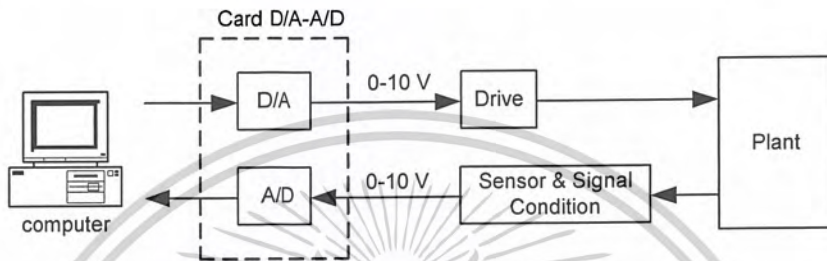 Card D/A-A/D
D/A
0-10 V
Drive
Plant
A/D
0-10 V
Sensor & Signal
Condition
computer